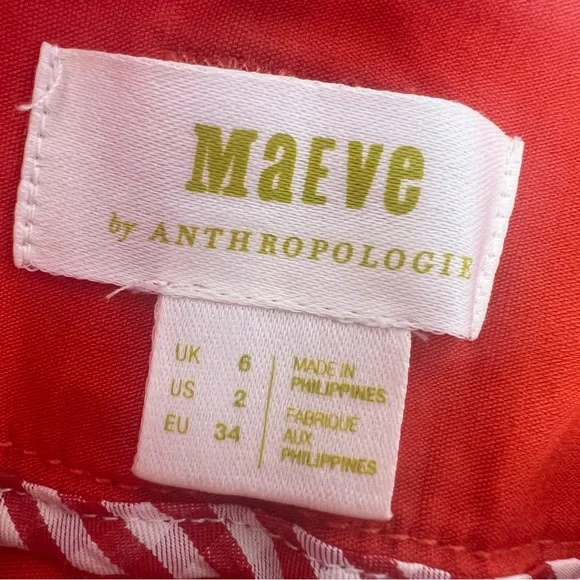 MaEVe
by ANTHROPOLOGIE
UK 6
US 2
EU 34
MADE IN
PHILIPPINES
FABRIQUE
AUX
PHILIPPINES